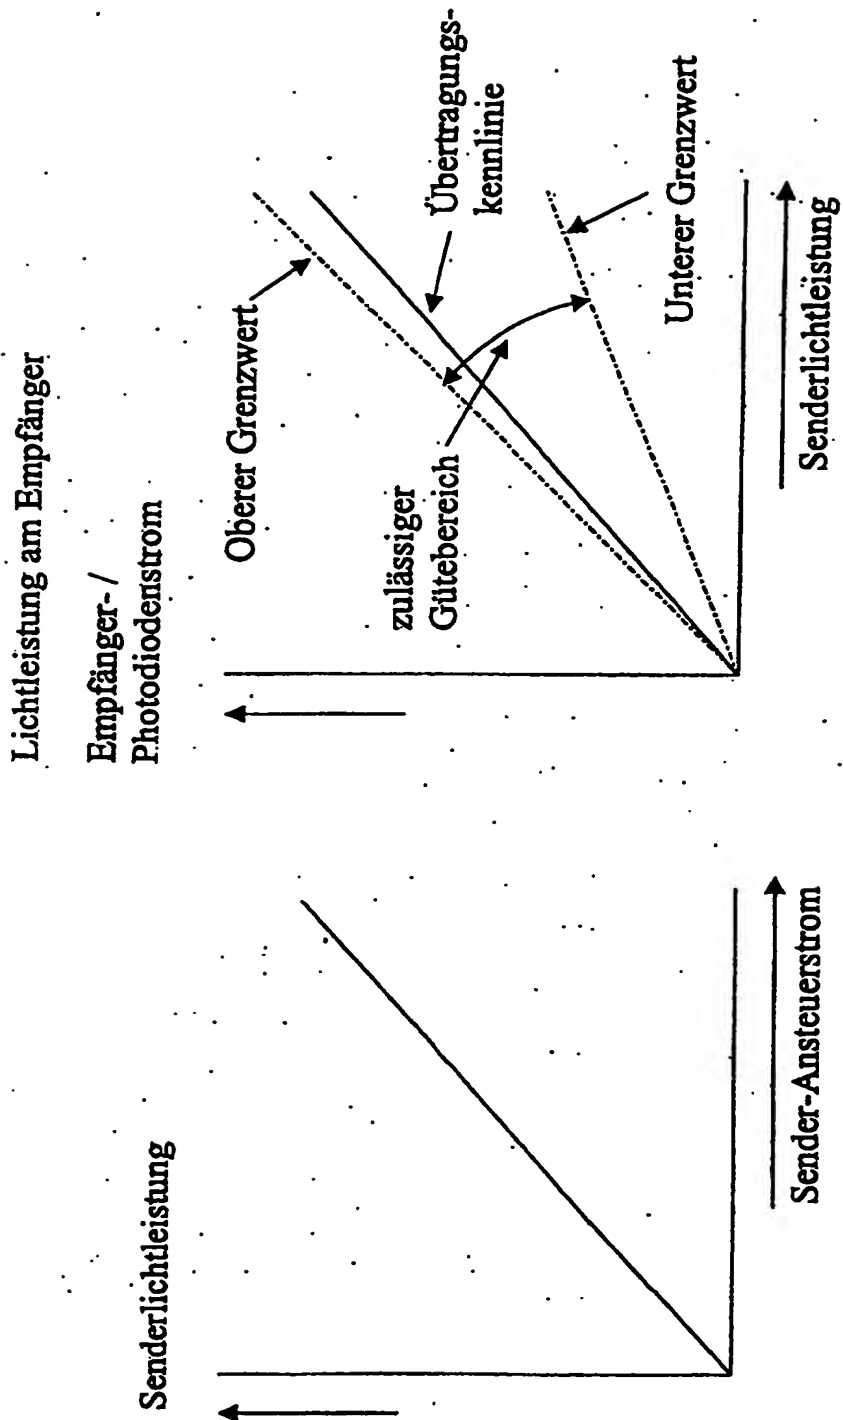 Senderlichtleistung
Sender-Ansteuerstrom
Lichtleistung am Empfänger
Empfänger- /
Photodiodenstrom
Oberer Grenzwert
Übertragungs-
kennlinie
zulässiger
Gütebereich
Unterer Grenzwert
Senderlichtleistung